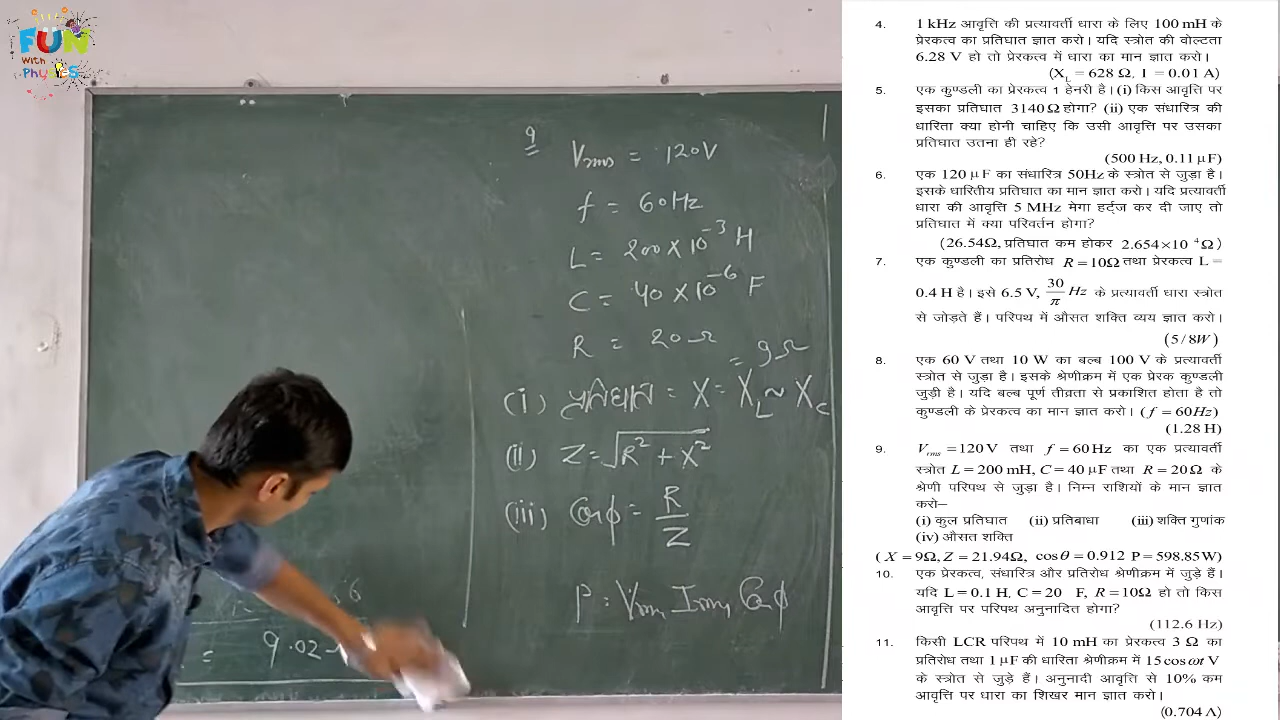 FUN
with
Physics
9
Vrms = 120V
f = 60Hz
L = 200 × 10⁻³ H
C = 40 × 10⁻⁶ F
R = 20 Ω
= 9Ω
(i) प्रतिघात = X = X_L ~ X_C
(ii) Z = √R² + X²
(iii) Cosφ = R/Z
P = Vrms Irms Cosφ
= 9.02
4. 1 kHz आवृत्ति की प्रत्यावर्ती धारा के लिए 100 mH के
प्रेरकत्व का प्रतिघात ज्ञात करो। यदि स्त्रोत की वोल्टता
6.28 V हो तो प्रेरकत्व में धारा का मान ज्ञात करो।
(X_L = 628 Ω, I = 0.01 A)
5. एक कुण्डली का प्रेरकत्व 1 हेनरी है। (i) किस आवृत्ति पर
इसका प्रतिघात 3140 Ω होगा? (ii) एक संधारित्र की
धारिता क्या होनी चाहिए कि उसी आवृत्ति पर उसका
प्रतिघात उतना ही रहे?
(500 Hz, 0.11 μF)
6. एक 120 μF का संधारित्र 50Hz के स्त्रोत से जुड़ा है।
इसके धारितीय प्रतिघात का मान ज्ञात करो। यदि प्रत्यावर्ती
धारा की आवृत्ति 5 MHz मेगा हर्ट्ज कर दी जाए तो
प्रतिघात में क्या परिवर्तन होगा?
(26.54Ω, प्रतिघात कम होकर 2.654×10 ⁴Ω)
7. एक कुण्डली का प्रतिरोध R = 10Ω तथा प्रेरकत्व L =
0.4 H है। इसे 6.5 V, 30/π Hz के प्रत्यावर्ती धारा स्त्रोत
से जोड़ते हैं। परिपथ में औसत शक्ति व्यय ज्ञात करो।
(5/8W)
8. एक 60 V तथा 10 W का बल्ब 100 V के प्रत्यावर्ती
स्त्रोत से जुड़ा है। इसके श्रेणीक्रम में एक प्रेरक कुण्डली
जुड़ी है। यदि बल्ब पूर्ण तीव्रता से प्रकाशित होता है तो
कुण्डली के प्रेरकत्व का मान ज्ञात करो। (f = 60Hz)
(1.28 H)
9. V_rms = 120 V तथा f = 60 Hz का एक प्रत्यावर्ती
स्त्रोत L = 200 mH, C = 40 μF तथा R = 20 Ω के
श्रेणी परिपथ से जुड़ा है। निम्न राशियों के मान ज्ञात
करो–
(i) कुल प्रतिघात (ii) प्रतिबाधा (iii) शक्ति गुणांक
(iv) औसत शक्ति
(X = 9Ω, Z = 21.94Ω, cosθ = 0.912 P = 598.85W)
10. एक प्रेरकत्व, संधारित्र और प्रतिरोध श्रेणीक्रम में जुड़े हैं।
यदि L = 0.1 H, C = 20 F, R = 10Ω हो तो किस
आवृत्ति पर परिपथ अनुनादित होगा?
(112.6 Hz)
11. किसी LCR परिपथ में 10 mH का प्रेरकत्व 3 Ω का
प्रतिरोध तथा 1 μF की धारिता श्रेणीक्रम में 15 cos ωt V
के स्त्रोत से जुड़े हैं। अनुनादी आवृत्ति से 10% कम
आवृत्ति पर धारा का शिखर मान ज्ञात करो।
(0.704 A)